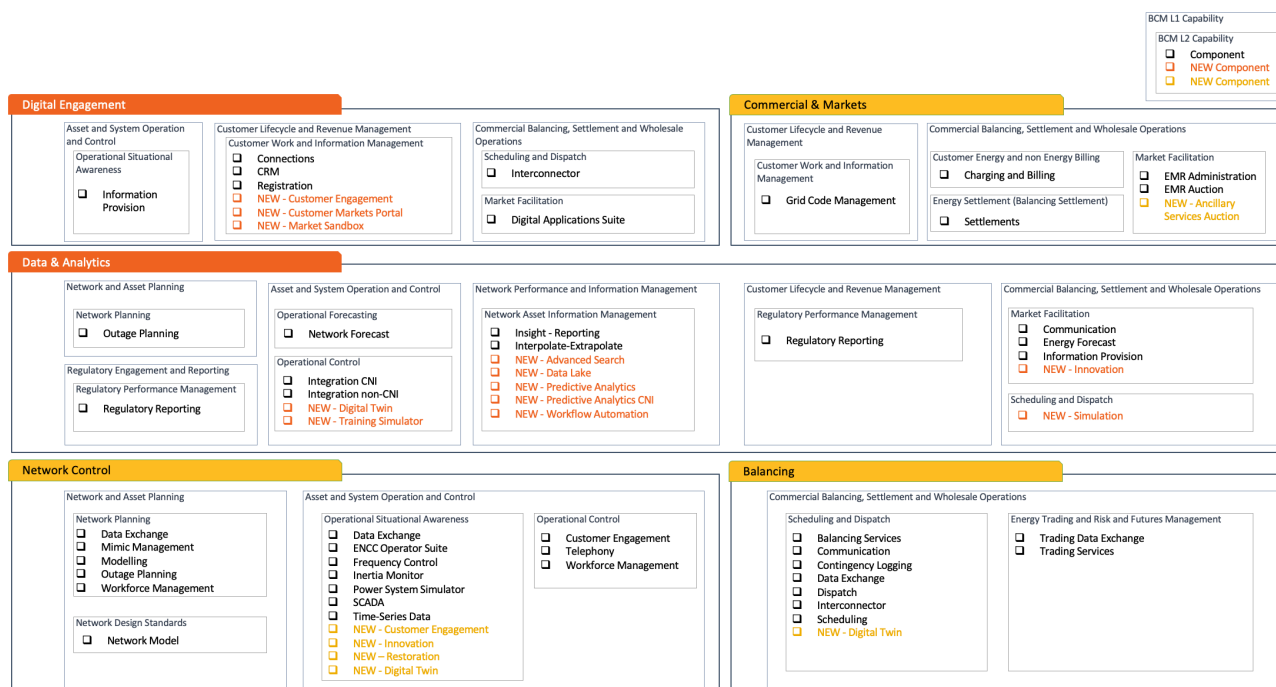 BCM L1 Capability
BCM L2 Capability
Component
NEW Component
NEW Component
Digital Engagement
Asset and System Operation
and Control
Operational Situational
Awareness
Information
Provision
Customer Lifecycle and Revenue Management
Customer Work and Information Management
Connections
CRM
Registration
NEW - Customer Engagement
NEW - Customer Markets Portal
NEW - Market Sandbox
Commercial Balancing, Settlement and Wholesale
Operations
Scheduling and Dispatch
Interconnector
Market Facilitation
Digital Applications Suite
Commercial & Markets
Customer Lifecycle and Revenue
Management
Customer Work and Information
Management
Grid Code Management
Commercial Balancing, Settlement and Wholesale Operations
Customer Energy and non Energy Billing
Charging and Billing
Energy Settlement (Balancing Settlement)
Settlements
Market Facilitation
EMR Administration
EMR Auction
NEW - Ancillary
Services Auction
Data & Analytics
Network and Asset Planning
Network Planning
Outage Planning
Regulatory Engagement and Reporting
Regulatory Performance Management
Regulatory Reporting
Asset and System Operation and Control
Operational Forecasting
Network Forecast
Operational Control
Integration CNI
Integration non-CNI
NEW - Digital Twin
NEW - Training Simulator
Network Performance and Information Management
Network Asset Information Management
Insight - Reporting
Interpolate-Extrapolate
NEW - Advanced Search
NEW - Data Lake
NEW - Predictive Analytics
NEW - Predictive Analytics CNI
NEW - Workflow Automation
Customer Lifecycle and Revenue Management
Regulatory Performance Management
Regulatory Reporting
Commercial Balancing, Settlement and Wholesale Operations
Market Facilitation
Communication
Energy Forecast
Information Provision
NEW - Innovation
Scheduling and Dispatch
NEW - Simulation
Network Control
Network and Asset Planning
Network Planning
Data Exchange
Mimic Management
Modelling
Outage Planning
Workforce Management
Network Design Standards
Network Model
Asset and System Operation and Control
Operational Situational Awareness
Data Exchange
ENCC Operator Suite
Frequency Control
Inertia Monitor
Power System Simulator
SCADA
Time-Series Data
NEW - Customer Engagement
NEW - Innovation
NEW – Restoration
NEW - Digital Twin
Operational Control
Customer Engagement
Telephony
Workforce Management
Balancing
Commercial Balancing, Settlement and Wholesale Operations
Scheduling and Dispatch
Balancing Services
Communication
Contingency Logging
Data Exchange
Dispatch
Interconnector
Scheduling
NEW - Digital Twin
Energy Trading and Risk and Futures Management
Trading Data Exchange
Trading Services